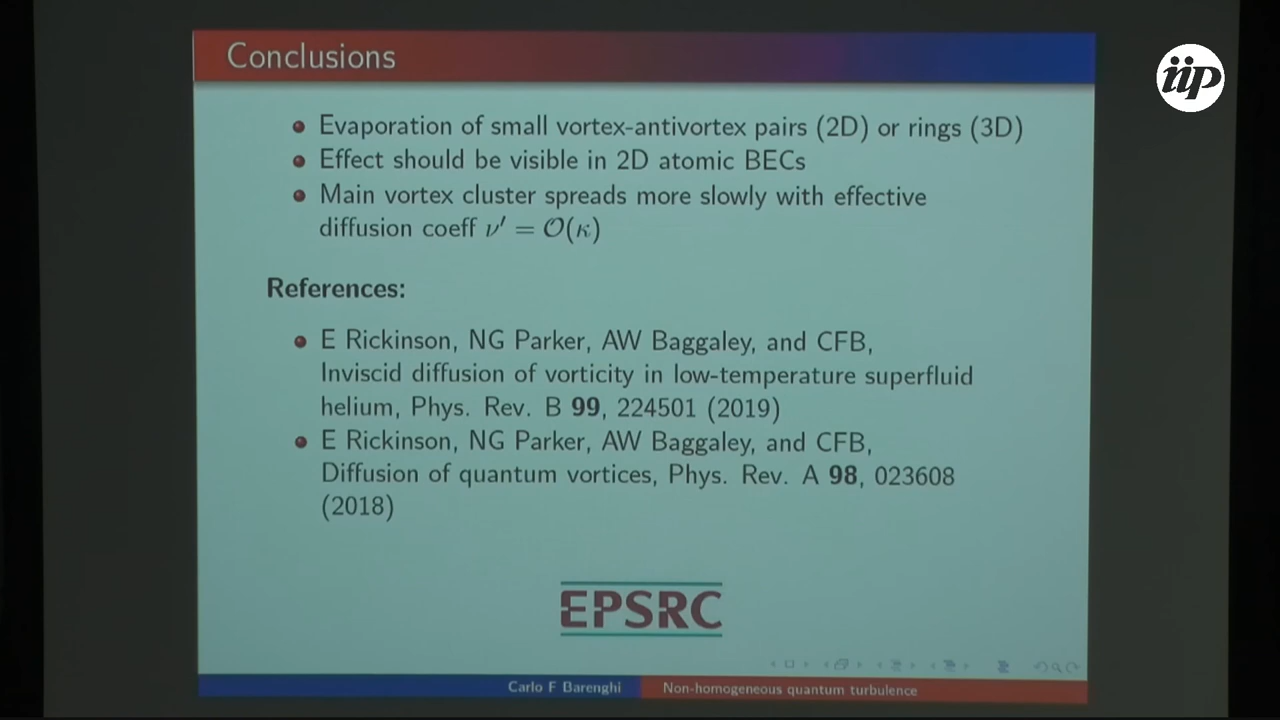 Conclusions
iip
Evaporation of small vortex-antivortex pairs (2D) or rings (3D)
Effect should be visible in 2D atomic BECs
Main vortex cluster spreads more slowly with effective
diffusion coeff ν′ = 𝒪(κ)
References:
E Rickinson, NG Parker, AW Baggaley, and CFB,
Inviscid diffusion of vorticity in low-temperature superfluid
helium, Phys. Rev. B 99, 224501 (2019)
E Rickinson, NG Parker, AW Baggaley, and CFB,
Diffusion of quantum vortices, Phys. Rev. A 98, 023608
(2018)
EPSRC
Carlo F Barenghi
Non-homogeneous quantum turbulence